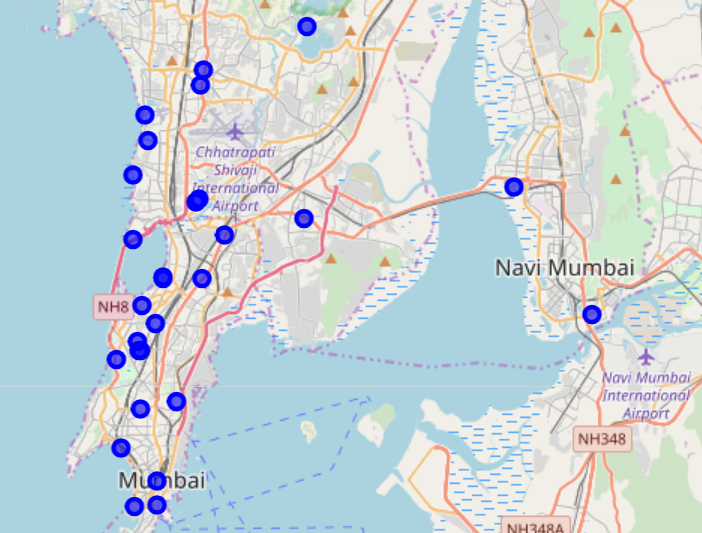 Chhatrapati
Shivaji
International
Airport
Navi Mumbai
NH8
Navi Mumbai
International
Airport
NH348
Mumbai
NH348A